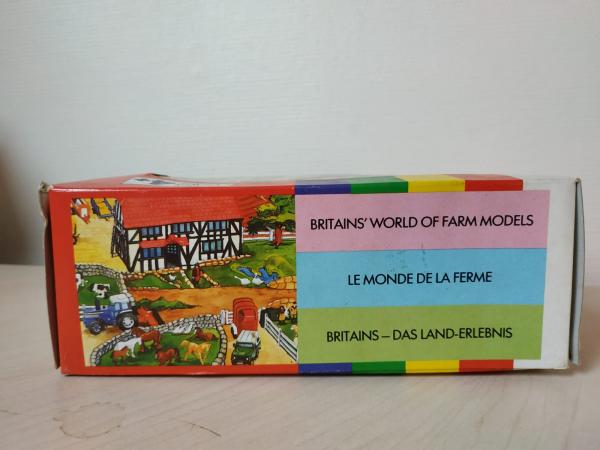 BRITAINS' WORLD OF FARM MODELS
LE MONDE DE LA FERME
BRITAINS – DAS LAND-ERLEBNIS